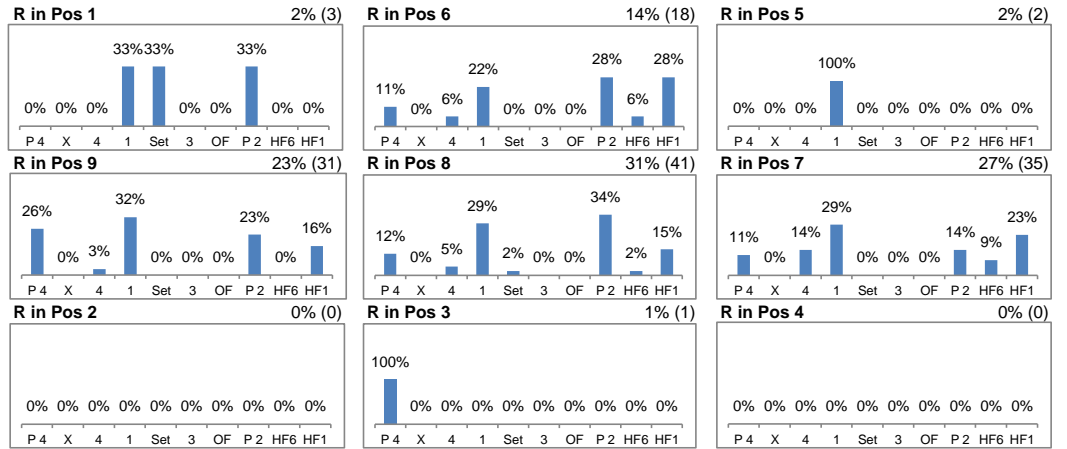 R in Pos 1 2% (3) R in Pos 6 14% (18) R in Pos 5 2% (2)
0% 0% 0% 33% 33% 0% 0% 33% 0% 0% 11% 0% 6% 22% 0% 0% 0% 28% 6% 28% 0% 0% 0% 100% 0% 0% 0% 0% 0% 0%
P 4 X 4 1 Set 3 OF P 2 HF6 HF1 P 4 X 4 1 Set 3 OF P 2 HF6 HF1 P 4 X 4 1 Set 3 OF P 2 HF6 HF1
R in Pos 9 23% (31) R in Pos 8 31% (41) R in Pos 7 27% (35)
26% 0% 3% 32% 0% 0% 0% 23% 0% 16% 12% 0% 5% 29% 2% 0% 0% 34% 2% 15% 11% 0% 14% 29% 0% 0% 0% 14% 9% 23%
P 4 X 4 1 Set 3 OF P 2 HF6 HF1 P 4 X 4 1 Set 3 OF P 2 HF6 HF1 P 4 X 4 1 Set 3 OF P 2 HF6 HF1
R in Pos 2 0% (0) R in Pos 3 1% (1) R in Pos 4 0% (0)
0% 0% 0% 0% 0% 0% 0% 0% 0% 0% 100% 0% 0% 0% 0% 0% 0% 0% 0% 0% 0% 0% 0% 0% 0% 0% 0% 0% 0% 0%
P 4 X 4 1 Set 3 OF P 2 HF6 HF1 P 4 X 4 1 Set 3 OF P 2 HF6 HF1 P 4 X 4 1 Set 3 OF P 2 HF6 HF1